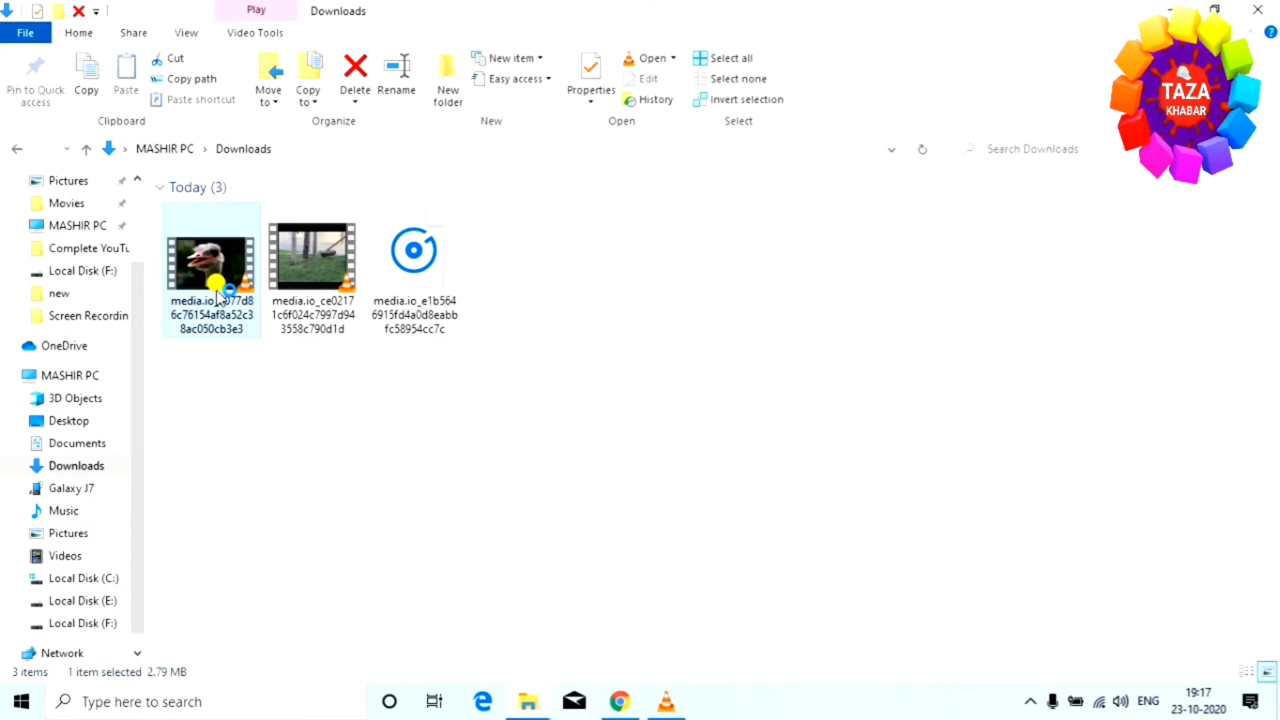 Play
Downloads
File
Home
Share
View
Video Tools
Pin to Quick
access
Copy
Paste
Cut
Copy path
Paste shortcut
Clipboard
Move
to
Copy
to
Delete
Rename
Organize
New
folder
New item
Easy access
New
Properties
Open
Edit
History
Open
Select all
Select none
Invert selection
Select
TAZA
KHABAR
MASHIR PC
Downloads
Search Downloads
Pictures
Movies
MASHIR PC
Complete YouTu
Local Disk (F:)
new
Screen Recordin
OneDrive
MASHIR PC
3D Objects
Desktop
Documents
Downloads
Galaxy J7
Music
Pictures
Videos
Local Disk (C:)
Local Disk (E:)
Local Disk (F:)
Network
Today (3)
6c76154af8a52c3
8ac050cb3e3
media.io_ce0217
1c6f024c7997d94
3558c790d1d
media.io_e1b564
6915fd4a0d8eabb
fc58954cc7c
3 items
1 item selected 2.79 MB
Type here to search
ENG
19:17
23-10-2020